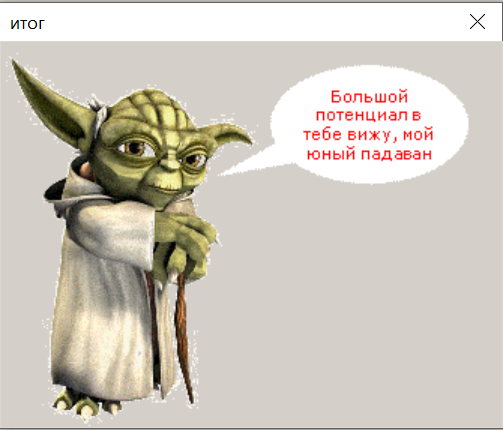 итог
Большой
потенциал в
тебе вижу, мой
юный падаван